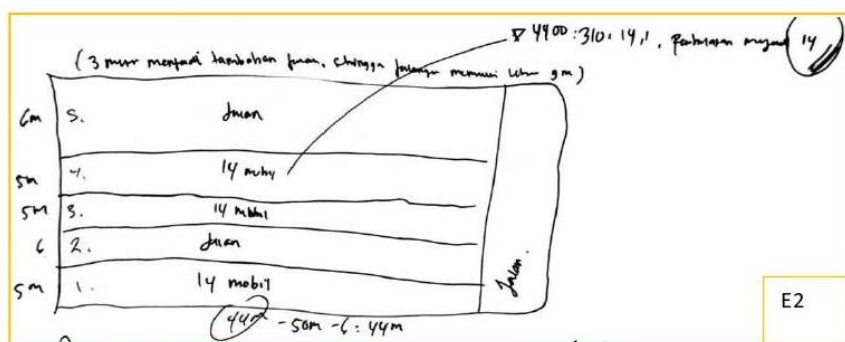 4400 : 310 : 14,1 , menjadi 14
(3 meter menjadi tambahan jalan, sehingga jalannya memiliki lebar 9m)
6m 5. Jalan
5m 4. 14 mobil
5M 3. 14 mobil
6 2. Jalan
5m 1. 14 mobil
Jalan.
44m - 50m - 6 : 44m
E2